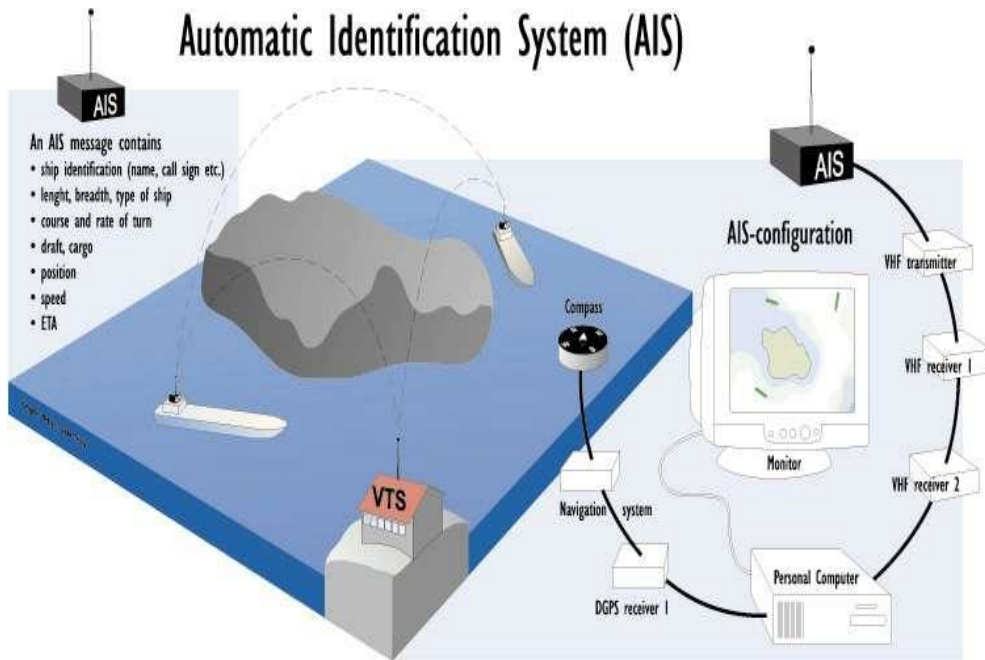 Automatic Identification System (AIS)
AIS
An AIS message contains
• ship identification (name, call sign etc.)
• lenght, breadth, type of ship
• course and rate of turn
• draft, cargo
• position
• speed
• ETA
VTS
AIS
AIS-configuration
VHF transmitter
Compass
VHF receiver 1
Monitor
VHF receiver 2
Navigation system
Personal Computer
DGPS receiver 1